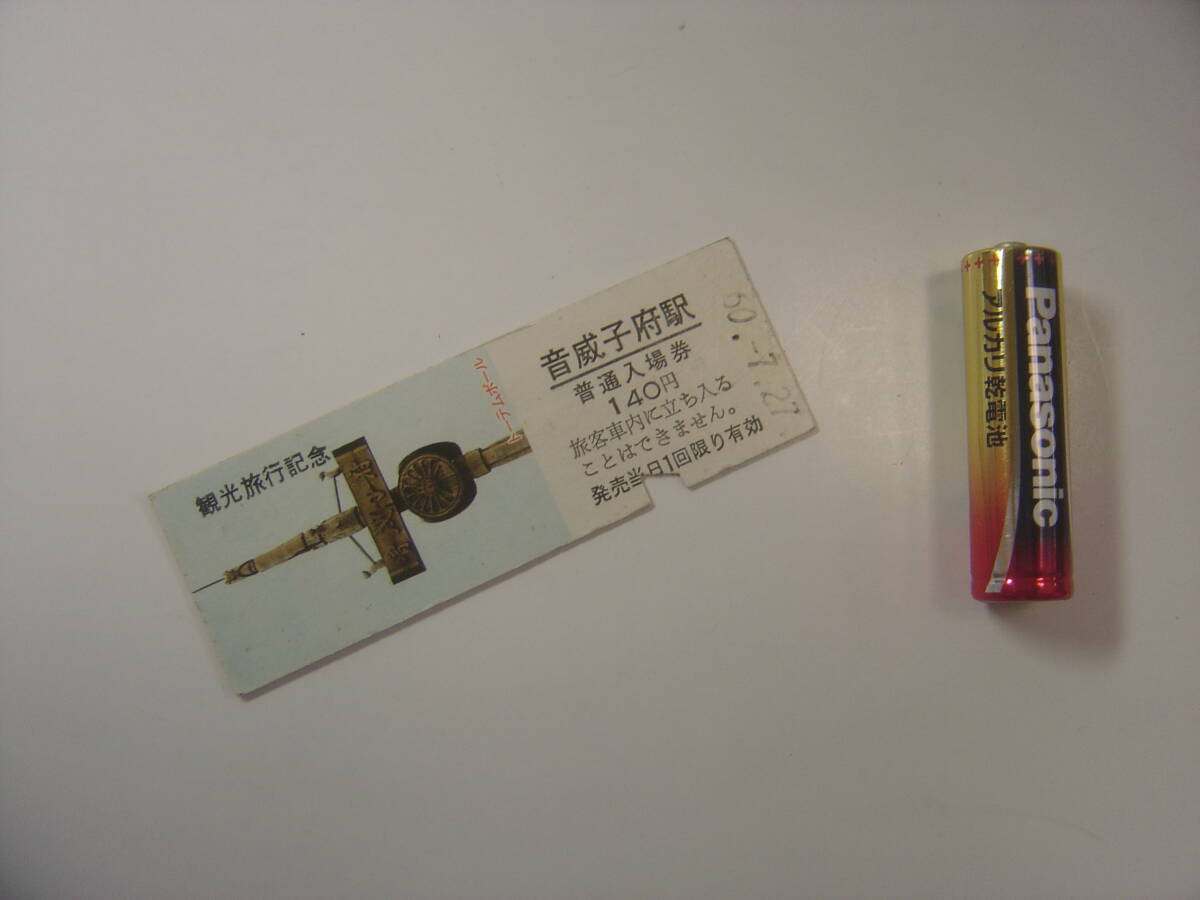 観光旅行記念
トーテムポール
音威子府駅
普通入場券
140円
旅客車内に立ち入る
ことはできません。
発売当日1回限り有効
60.-7.27
Panasonic
アルカリ乾電池
+++
+++